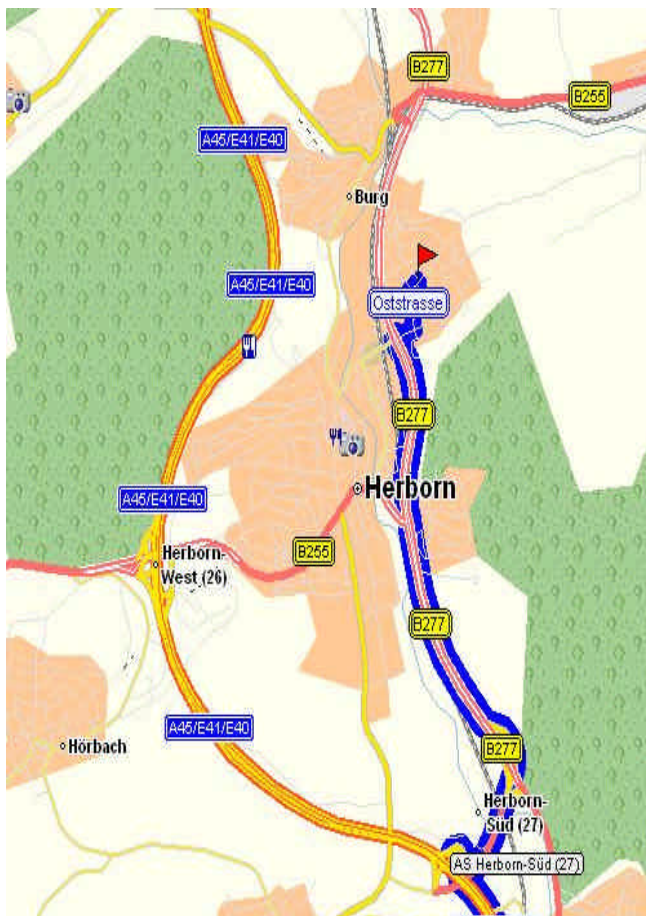 B277
B255
A45/E41/E40
Burg
A45/E41/E40
Oststrasse
B277
Herborn
A45/E41/E40
Herborn-
West (26)
B255
B277
A45/E41/E40
Hörbach
B277
Herborn-
Süd (27)
AS Herborn-Süd (27)